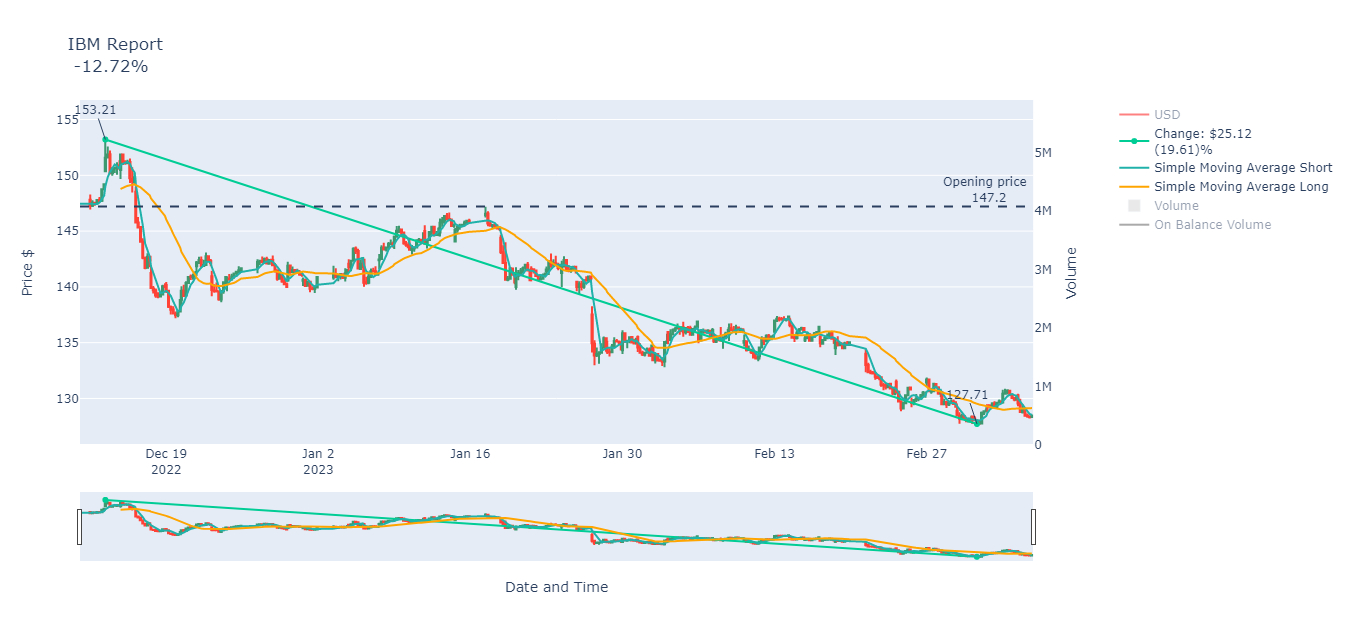 IBM Report
-12.72%
153.21
155
150
145
140
135
130
Price $
Opening price
147.2
127.71
5M
4M
3M
2M
1M
0
Volume
Dec 19
2022
Jan 2
2023
Jan 16
Jan 30
Feb 13
Feb 27
Date and Time
USD
Change: $25.12
(19.61)%
Simple Moving Average Short
Simple Moving Average Long
Volume
On Balance Volume